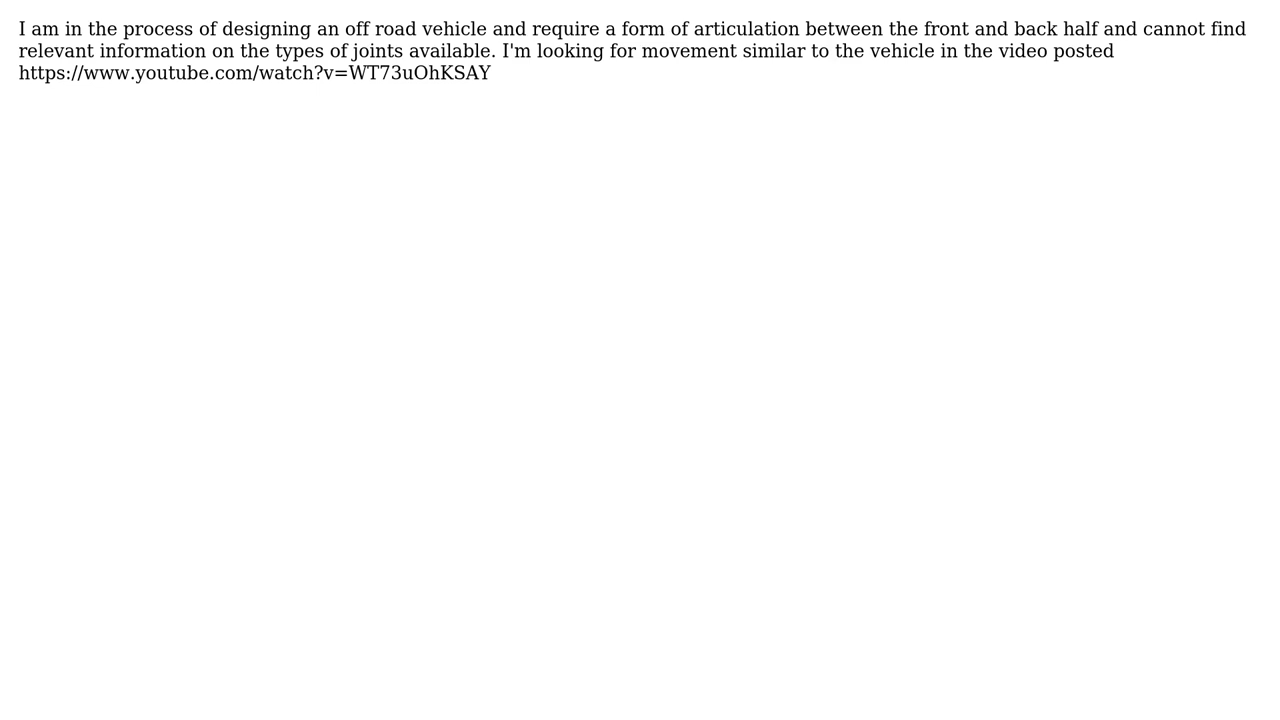 I am in the process of designing an off road vehicle and require a form of articulation between the front and back half and cannot find
relevant information on the types of joints available. I'm looking for movement similar to the vehicle in the video posted
https://www.youtube.com/watch?v=WT73uOhKSAY